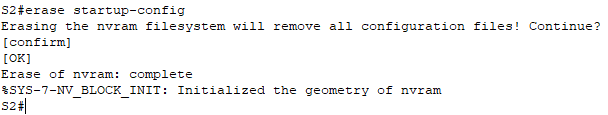 S2#erase startup-config
Erasing the nvram filesystem will remove all configuration files! Continue?
[confirm]
[OK]
Erase of nvram: complete
%SYS-7-NV_BLOCK_INIT: Initialized the geometry of nvram
S2#